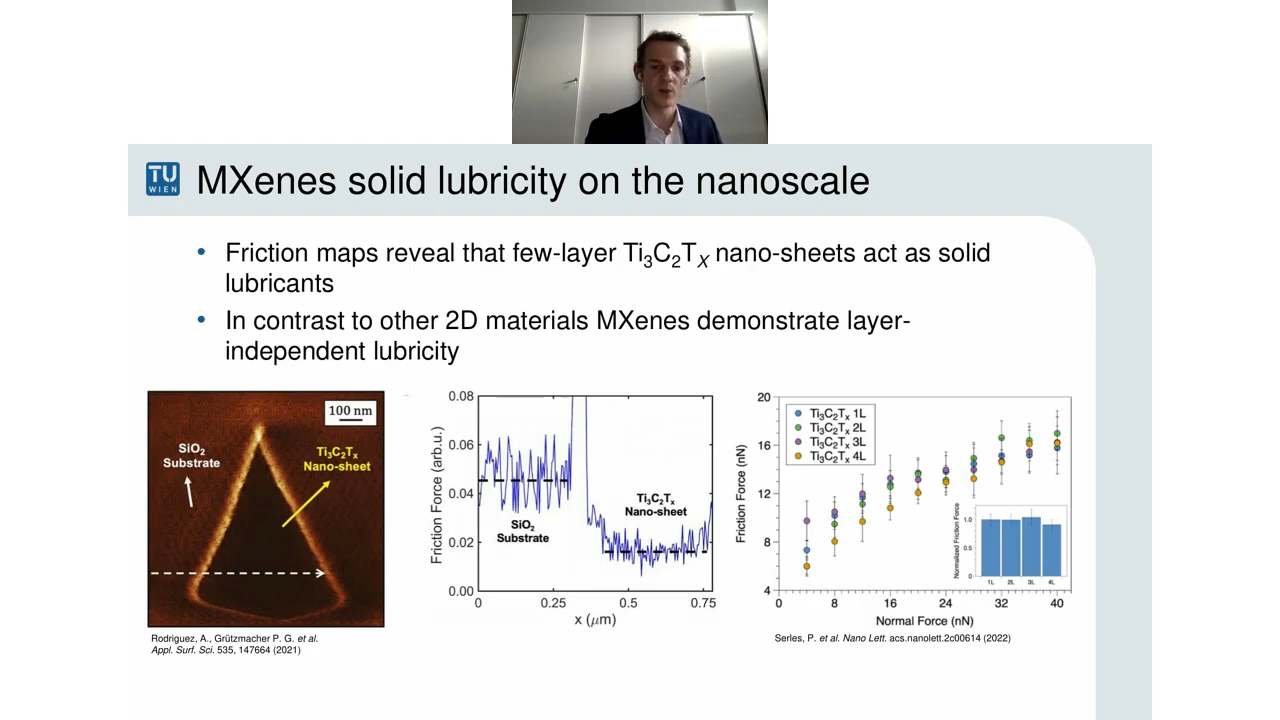 TU
WIEN
MXenes solid lubricity on the nanoscale
• Friction maps reveal that few-layer Ti₃C₂T_X nano-sheets act as solid
lubricants
• In contrast to other 2D materials MXenes demonstrate layer-
independent lubricity
100 nm
SiO₂
Substrate
Ti₃C₂Tₓ
Nano-sheet
Rodriguez, A., Grützmacher P. G. et al.
Appl. Surf. Sci. 535, 147664 (2021)
Friction Force (arb.u.)
0.08
0.06
0.04
0.02
0.00
SiO₂
Substrate
Ti₃C₂Tₓ
Nano-sheet
0 0.25 0.5 0.75
x (μm)
Friction Force (nN)
20
16
12
8
4
Ti₃C₂Tₓ 1L
Ti₃C₂Tₓ 2L
Ti₃C₂Tₓ 3L
Ti₃C₂Tₓ 4L
Normalized Friction Force
1.0
0.5
0
1L 2L 3L 4L
0 8 16 24 32 40
Normal Force (nN)
Serles, P. et al. Nano Lett. acs.nanolett.2c00614 (2022)